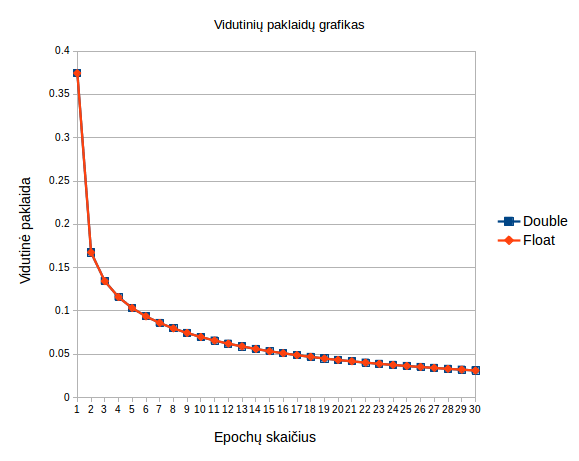 Vidutinių paklaidų grafikas
0.4
0.35
0.3
0.25
0.2
0.15
0.1
0.05
0
Vidutinė paklaida
1 2 3 4 5 6 7 8 9 10 11 12 13 14 15 16 17 18 19 20 21 22 23 24 25 26 27 28 29 30
Epochų skaičius
Double
Float